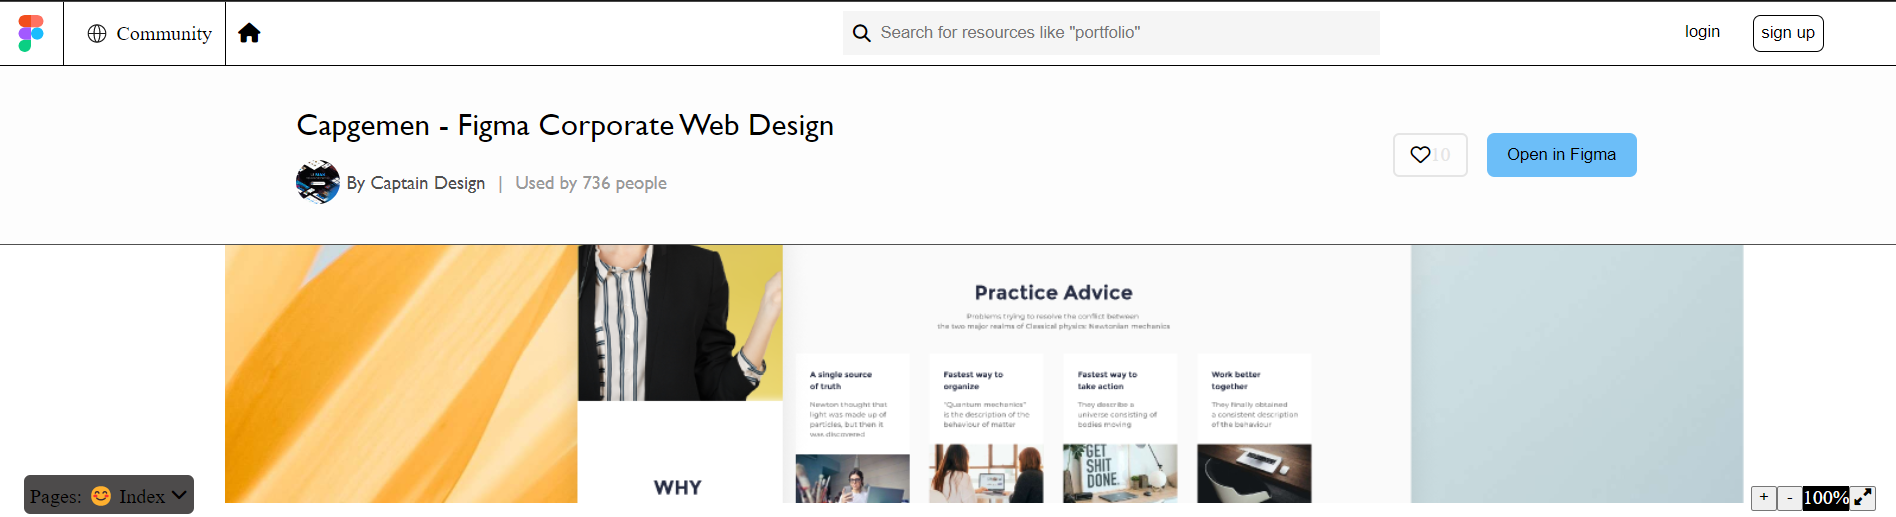 Community
Search for resources like "portfolio"
login
sign up
Capgemen - Figma Corporate Web Design
By Captain Design | Used by 736 people
10
Open in Figma
Practice Advice
Problems trying to resolve the conflict between
the two major realms of Classical physics: Newtonian mechanics
A single source
of truth
Newton thought that
light was made up of
particles, but then it
was discovered
Fastest way to
organize
"Quantum mechanics"
is the description of the
behaviour of matter
Fastest way to
take action
They describe a
universe consisting of
bodies moving
Work better
together
They finally obtained
a consistent description
of the behaviour
GET
SHIT
DONE.
WHY
Pages: 😊 Index
+ - 100%